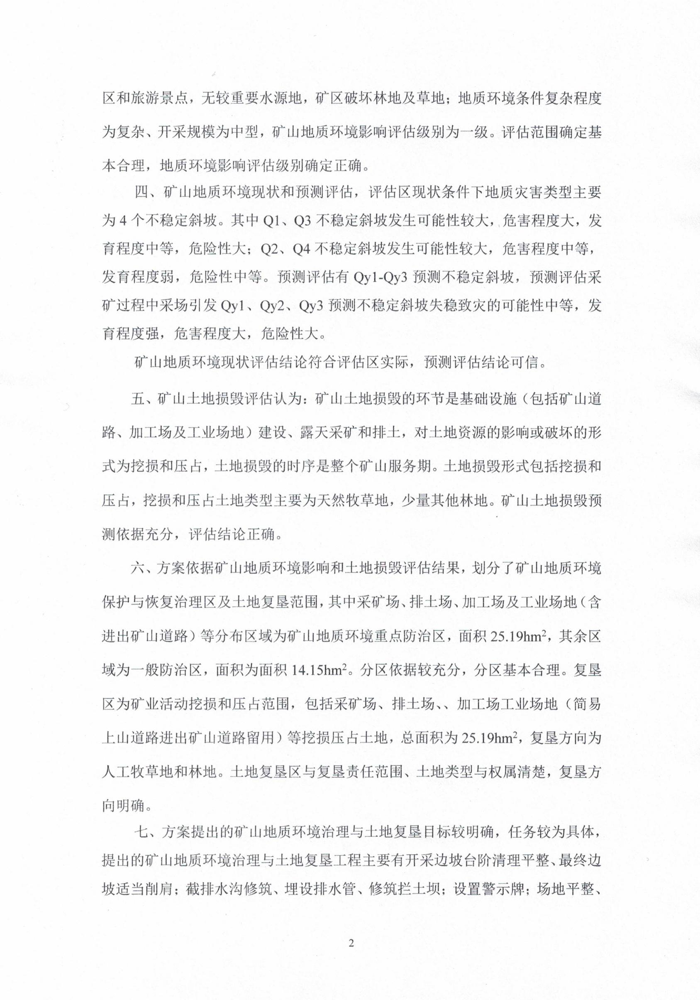 区和旅游景点，无较重要水源地，矿区破坏林地及草地；地质环境条件复杂程度
为复杂、开采规模为中型，矿山地质环境影响评估级别为一级。评估范围确定基
本合理，地质环境影响评估级别确定正确。
四、矿山地质环境现状和预测评估，评估区现状条件下地质灾害类型主要
为 4 个不稳定斜坡。其中 Q1、Q3 不稳定斜坡发生可能性较大，危害程度大，发
育程度中等，危险性大；Q2、Q4 不稳定斜坡发生可能性较大，危害程度中等，
发育程度弱，危险性中等。预测评估有 Qy1-Qy3 预测不稳定斜坡，预测评估采
矿过程中采场引发 Qy1、Qy2、Qy3 预测不稳定斜坡失稳致灾的可能性中等，发
育程度强，危害程度大，危险性大。
矿山地质环境现状评估结论符合评估区实际，预测评估结论可信。
五、矿山土地损毁评估认为：矿山土地损毁的环节是基础设施（包括矿山道
路、加工场及工业场地）建设、露天采矿和排土，对土地资源的影响或破坏的形
式为挖损和压占，土地损毁的时序是整个矿山服务期。土地损毁形式包括挖损和
压占，挖损和压占土地类型主要为天然牧草地，少量其他林地。矿山土地损毁预
测依据充分，评估结论正确。
六、方案依据矿山地质环境影响和土地损毁评估结果，划分了矿山地质环境
保护与恢复治理区及土地复垦范围，其中采矿场、排土场、加工场及工业场地（含
进出矿山道路）等分布区域为矿山地质环境重点防治区，面积 25.19hm²，其余区
域为一般防治区，面积为面积 14.15hm²。分区依据较充分，分区基本合理。复垦
区为矿业活动挖损和压占范围，包括采矿场、排土场、、加工场工业场地（简易
上山道路进出矿山道路留用）等挖损压占土地，总面积为 25.19hm²，复垦方向为
人工牧草地和林地。土地复垦区与复垦责任范围、土地类型与权属清楚，复垦方
向明确。
七、方案提出的矿山地质环境治理与土地复垦目标较明确，任务较为具体，
提出的矿山地质环境治理与土地复垦工程主要有开采边坡台阶清理平整、最终边
坡适当削肩；截排水沟修筑、埋设排水管、修筑拦土坝；设置警示牌；场地平整、
2